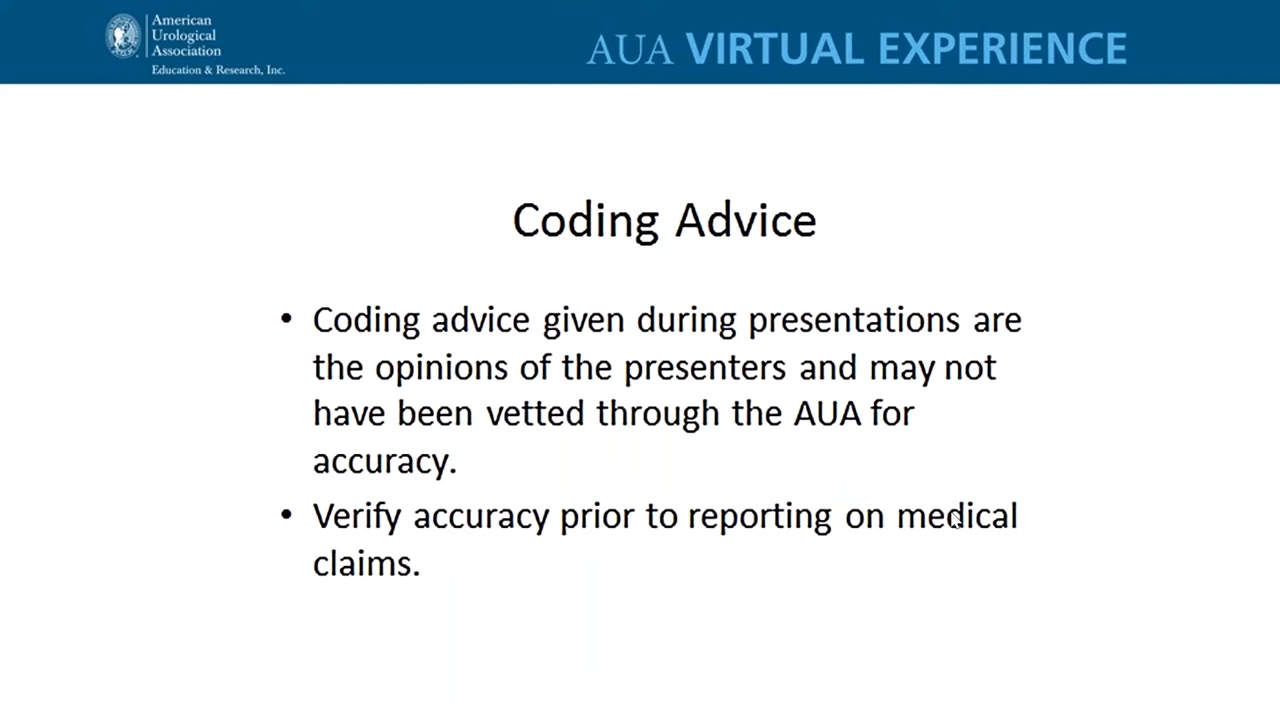 American
Urological
Association
Education & Research, Inc.
AUA VIRTUAL EXPERIENCE
Coding Advice
• Coding advice given during presentations are
the opinions of the presenters and may not
have been vetted through the AUA for
accuracy.
• Verify accuracy prior to reporting on medical
claims.